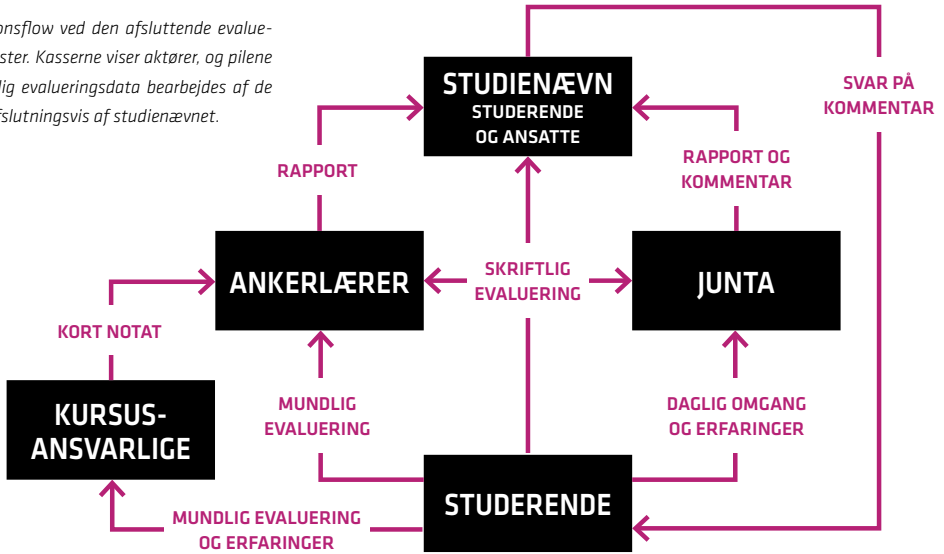 onsflow ved den afsluttende evalue-
ster. Kasserne viser aktører, og pilene
lig evalueringsdata bearbejdes af de
fslutningsvis af studienævnet.
STUDIENÆVN
STUDERENDE
OG ANSATTE
SVAR PÅ
KOMMENTAR
RAPPORT
RAPPORT OG
KOMMENTAR
ANKERLÆRER
SKRIFTLIG
EVALUERING
JUNTA
KORT NOTAT
KURSUS-
ANSVARLIGE
MUNDLIG
EVALUERING
DAGLIG OMGANG
OG ERFARINGER
STUDERENDE
MUNDLIG EVALUERING
OG ERFARINGER